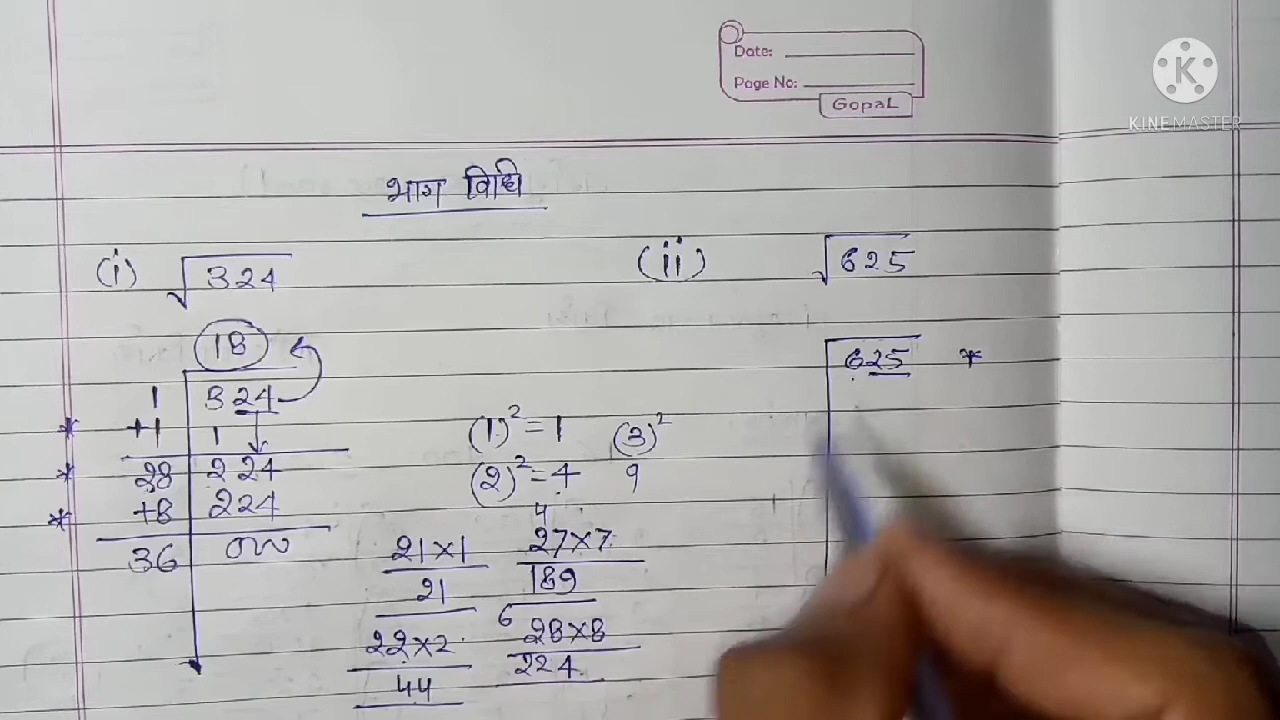 Date:
Page No:
Gopal
KINEMASTER
भाग विधि
(i) √324
(ii) √625
18
1 324
* +1 1
* 28 224
* +8 224
36 000
(1)² = 1 (3)²
(2)² = 4 9
4
21×1 27×7
21 189
6
22×2 28×8
44 224
625 *